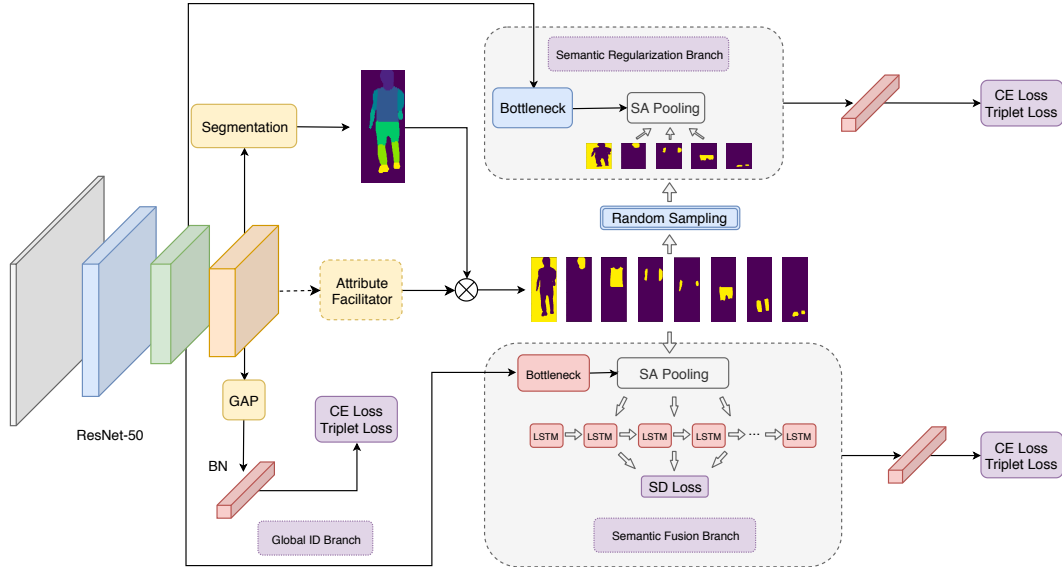 Semantic Regularization Branch
Segmentation
Bottleneck
SA Pooling
CE Loss
Triplet Loss
Random Sampling
Attribute
Facilitator
ResNet-50
GAP
BN
CE Loss
Triplet Loss
Global ID Branch
Bottleneck
SA Pooling
LSTM
LSTM
LSTM
LSTM
...
LSTM
SD Loss
Semantic Fusion Branch
CE Loss
Triplet Loss